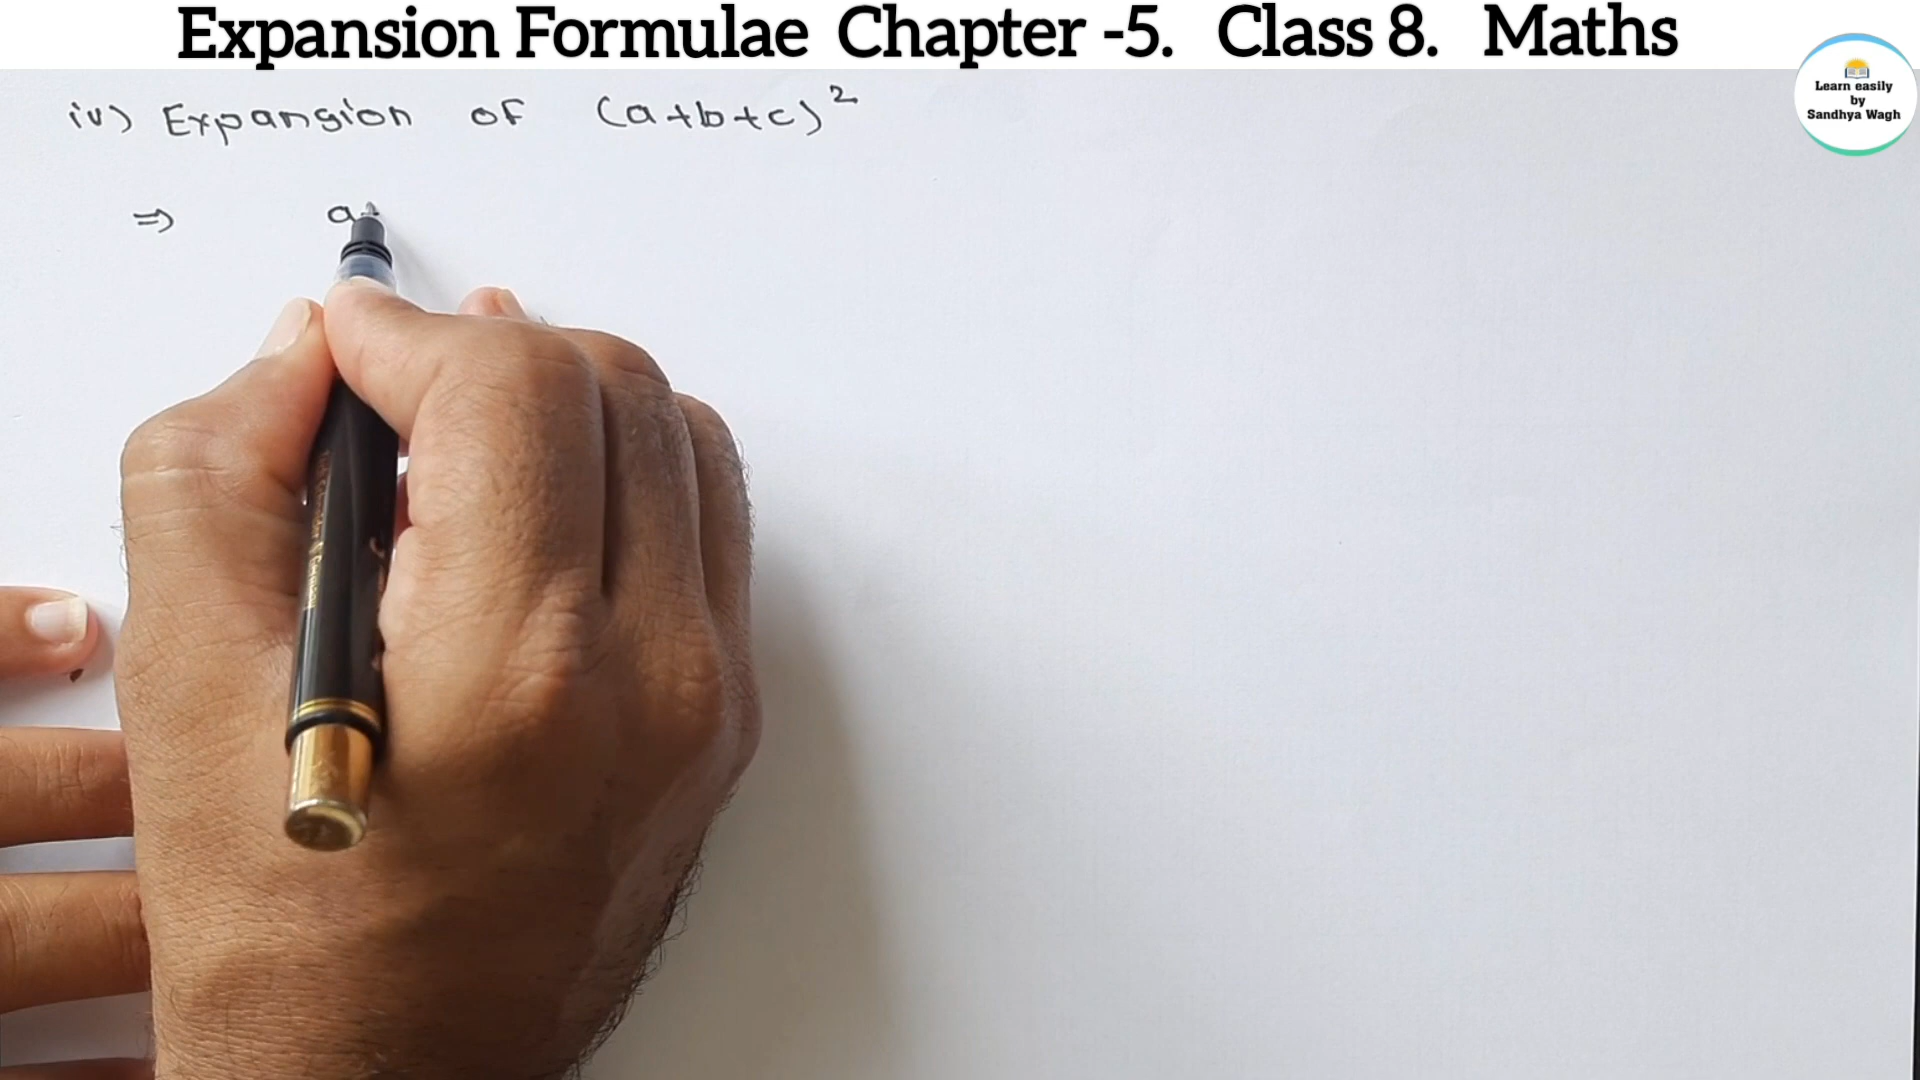 Expansion Formulae Chapter -5. Class 8. Maths
Learn easily
by
Sandhya Wagh
iv) Expansion of (a+b+c)²
⇒ a